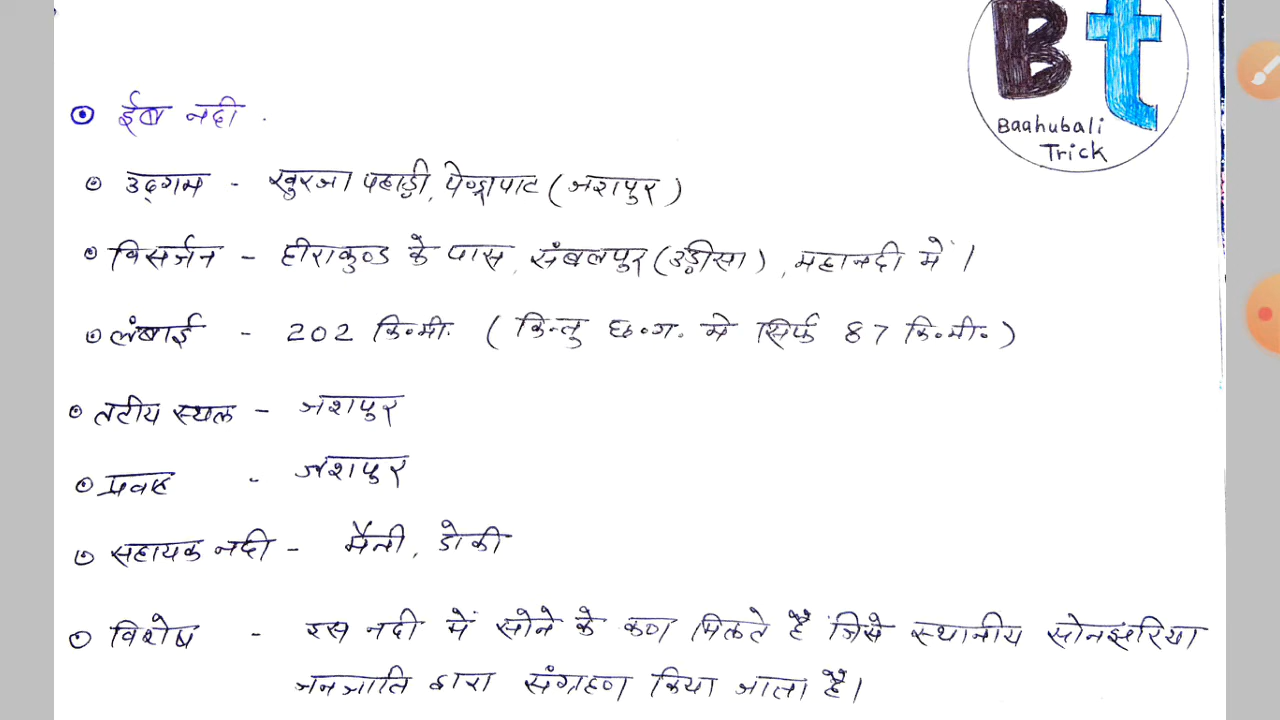 Bt
Baahubali
Trick
ईब नदी
उद्गम - खुरजा पहाड़ी, पेण्ड्रापाट (जशपुर)
विसर्जन - हीराकुण्ड के पास, संबलपुर (उड़ीसा), महानदी में।
लंबाई - 202 कि.मी. (किन्तु छ.ग. मे सिर्फ 87 कि.मी.)
तटीय स्थल - जशपुर
प्रवाह - जशपुर
सहायक नदी - मैनी, डोकी
विशेष - इस नदी में सोने के कण मिलते है जिसे स्थानीय सोनझरिया
जनजाति द्वारा संग्रहण किया जाता है।